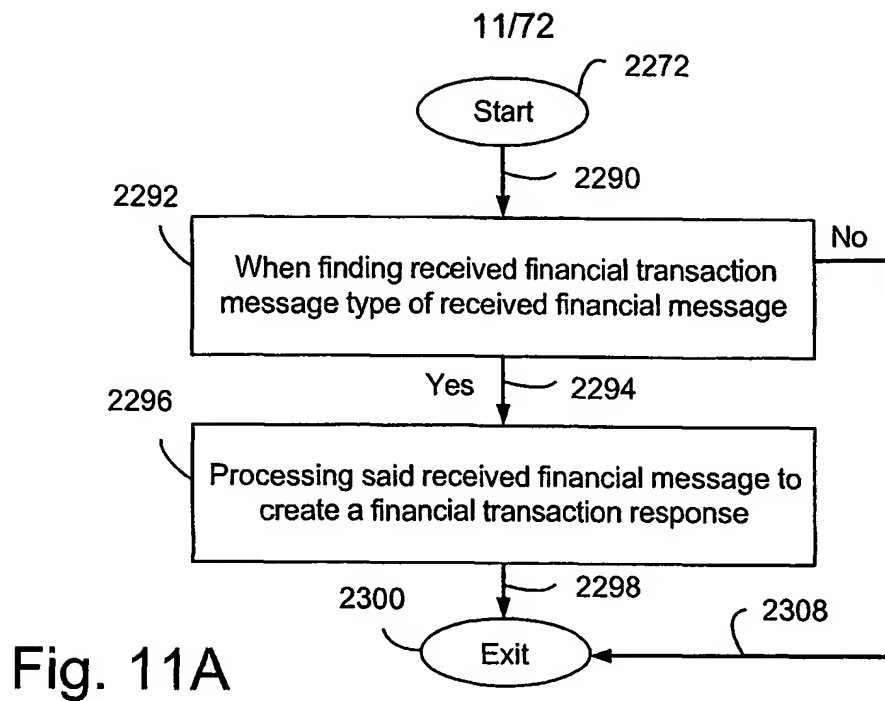 11/72
2272
Start
2290
2292
No
When finding received financial transaction
message type of received financial message
Yes
2294
2296
Processing said received financial message to
create a financial transaction response
2298
2300
2308
Exit
Fig. 11A